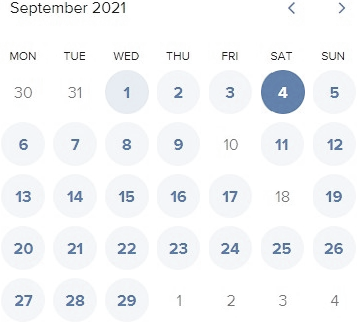 September 2021 < >
MON TUE WED THU FRI SAT SUN
30 31 1 2 3 4 5
6 7 8 9 10 11 12
13 14 15 16 17 18 19
20 21 22 23 24 25 26
27 28 29 1 2 3 4